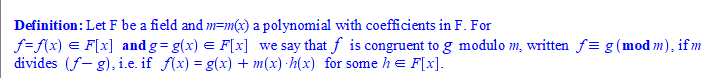 Definition: Let F be a field and m=m(x) a polynomial with coefficients in F. For
f=f(x) ∈ F[x] and g= g(x) ∈ F[x] we say that f is congruent to g modulo m, written f≡ g (mod m), if m
divides (f− g), i.e. if f(x) = g(x) + m(x)·h(x) for some h ∈ F[x].